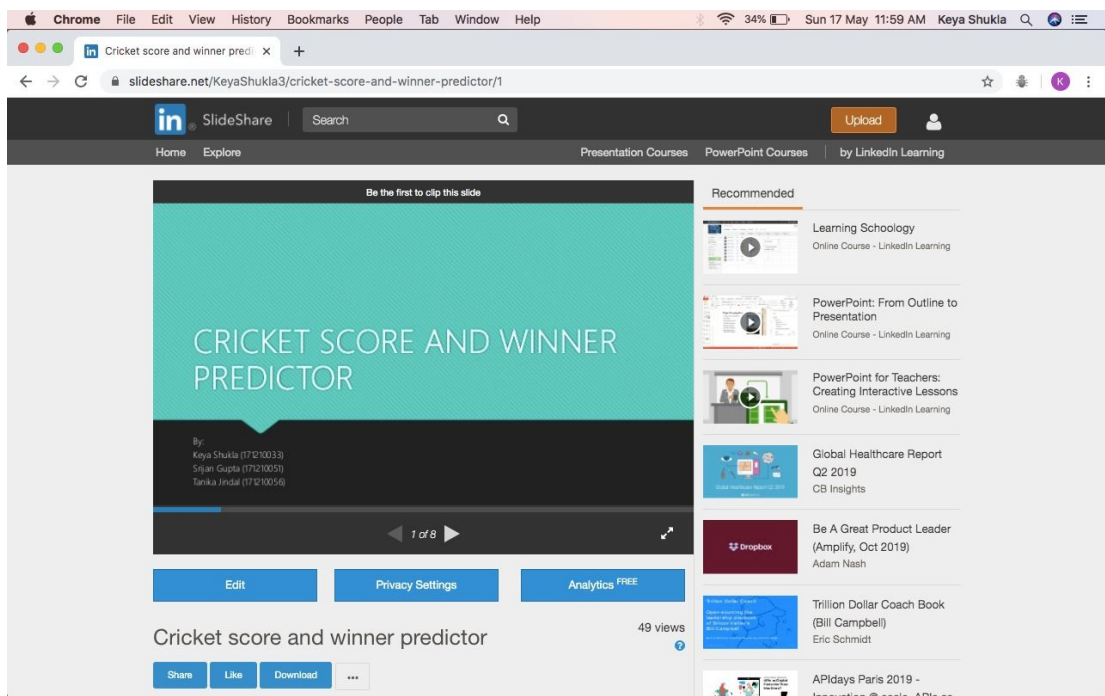 Chrome File Edit View History Bookmarks People Tab Window Help 34% Sun 17 May 11:59 AM Keya Shukla
in Cricket score and winner predi
slideshare.net/KeyaShukla3/cricket-score-and-winner-predictor/1 K
in ® SlideShare Search Upload
Home Explore Presentation Courses PowerPoint Courses by LinkedIn Learning
Be the first to clip this slide
CRICKET SCORE AND WINNER
PREDICTOR
By:
Keya Shukla (171210033)
Srijan Gupta (171210051)
Tanika Jindal (171210056)
1 of 8
Edit Privacy Settings Analytics FREE
Cricket score and winner predictor
49 views
?
Share Like Download ...
Recommended
Learning Schoology
Online Course - LinkedIn Learning
PowerPoint: From Outline to
Presentation
Online Course - LinkedIn Learning
PowerPoint for Teachers:
Creating Interactive Lessons
Online Course - LinkedIn Learning
Global Healthcare Report
Q2 2019
CB Insights
Dropbox
Be A Great Product Leader
(Amplify, Oct 2019)
Adam Nash
Trillion Dollar Coach Book
(Bill Campbell)
Eric Schmidt
APIdays Paris 2019 -